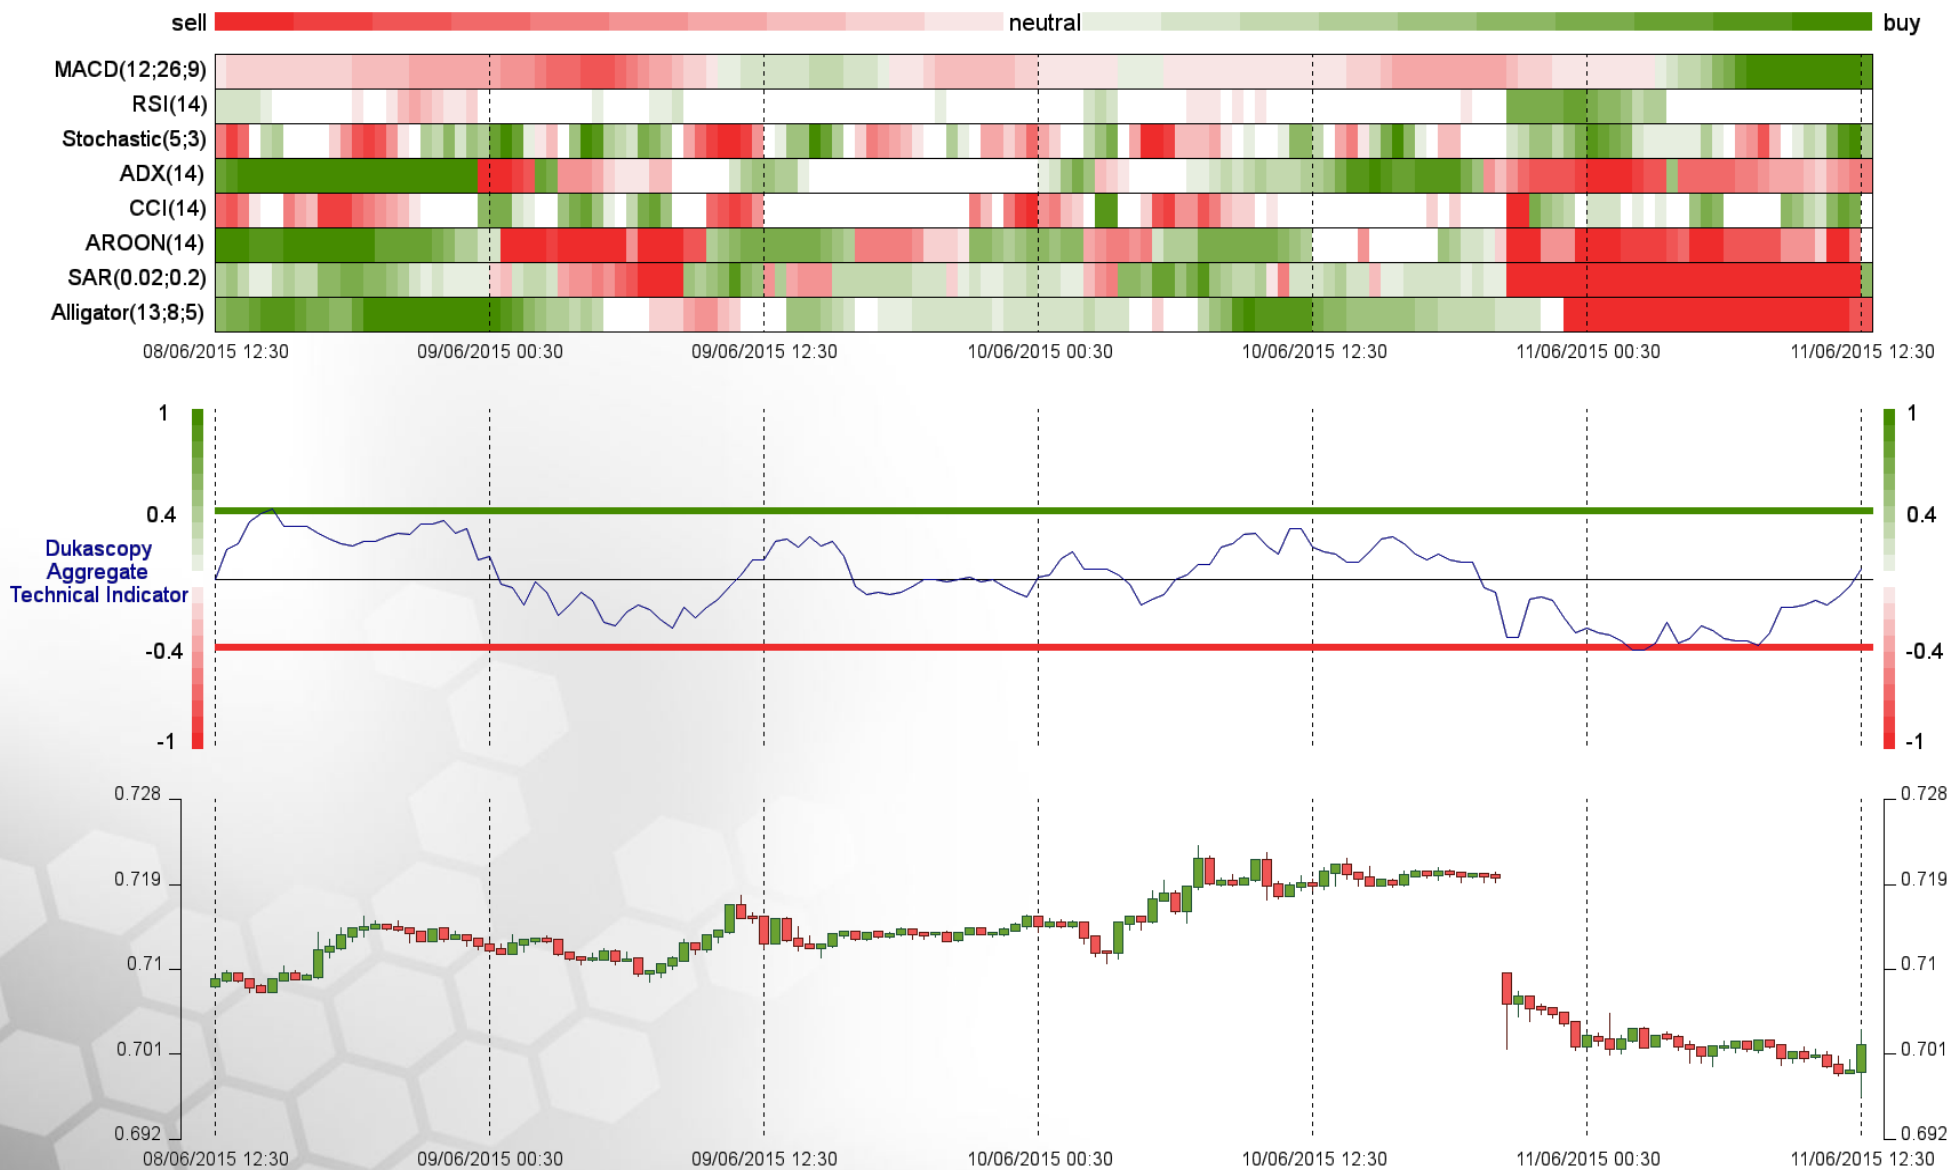 sell neutral buy
MACD(12;26;9)
RSI(14)
Stochastic(5;3)
ADX(14)
CCI(14)
AROON(14)
SAR(0.02;0.2)
Alligator(13;8;5)
08/06/2015 12:30 09/06/2015 00:30 09/06/2015 12:30 10/06/2015 00:30 10/06/2015 12:30 11/06/2015 00:30 11/06/2015 12:30
1 1
0.4 0.4
Dukascopy
Aggregate
Technical Indicator
-0.4 -0.4
-1 -1
0.728 0.728
0.719 0.719
0.71 0.71
0.701 0.701
0.692 0.692
08/06/2015 12:30 09/06/2015 00:30 09/06/2015 12:30 10/06/2015 00:30 10/06/2015 12:30 11/06/2015 00:30 11/06/2015 12:30